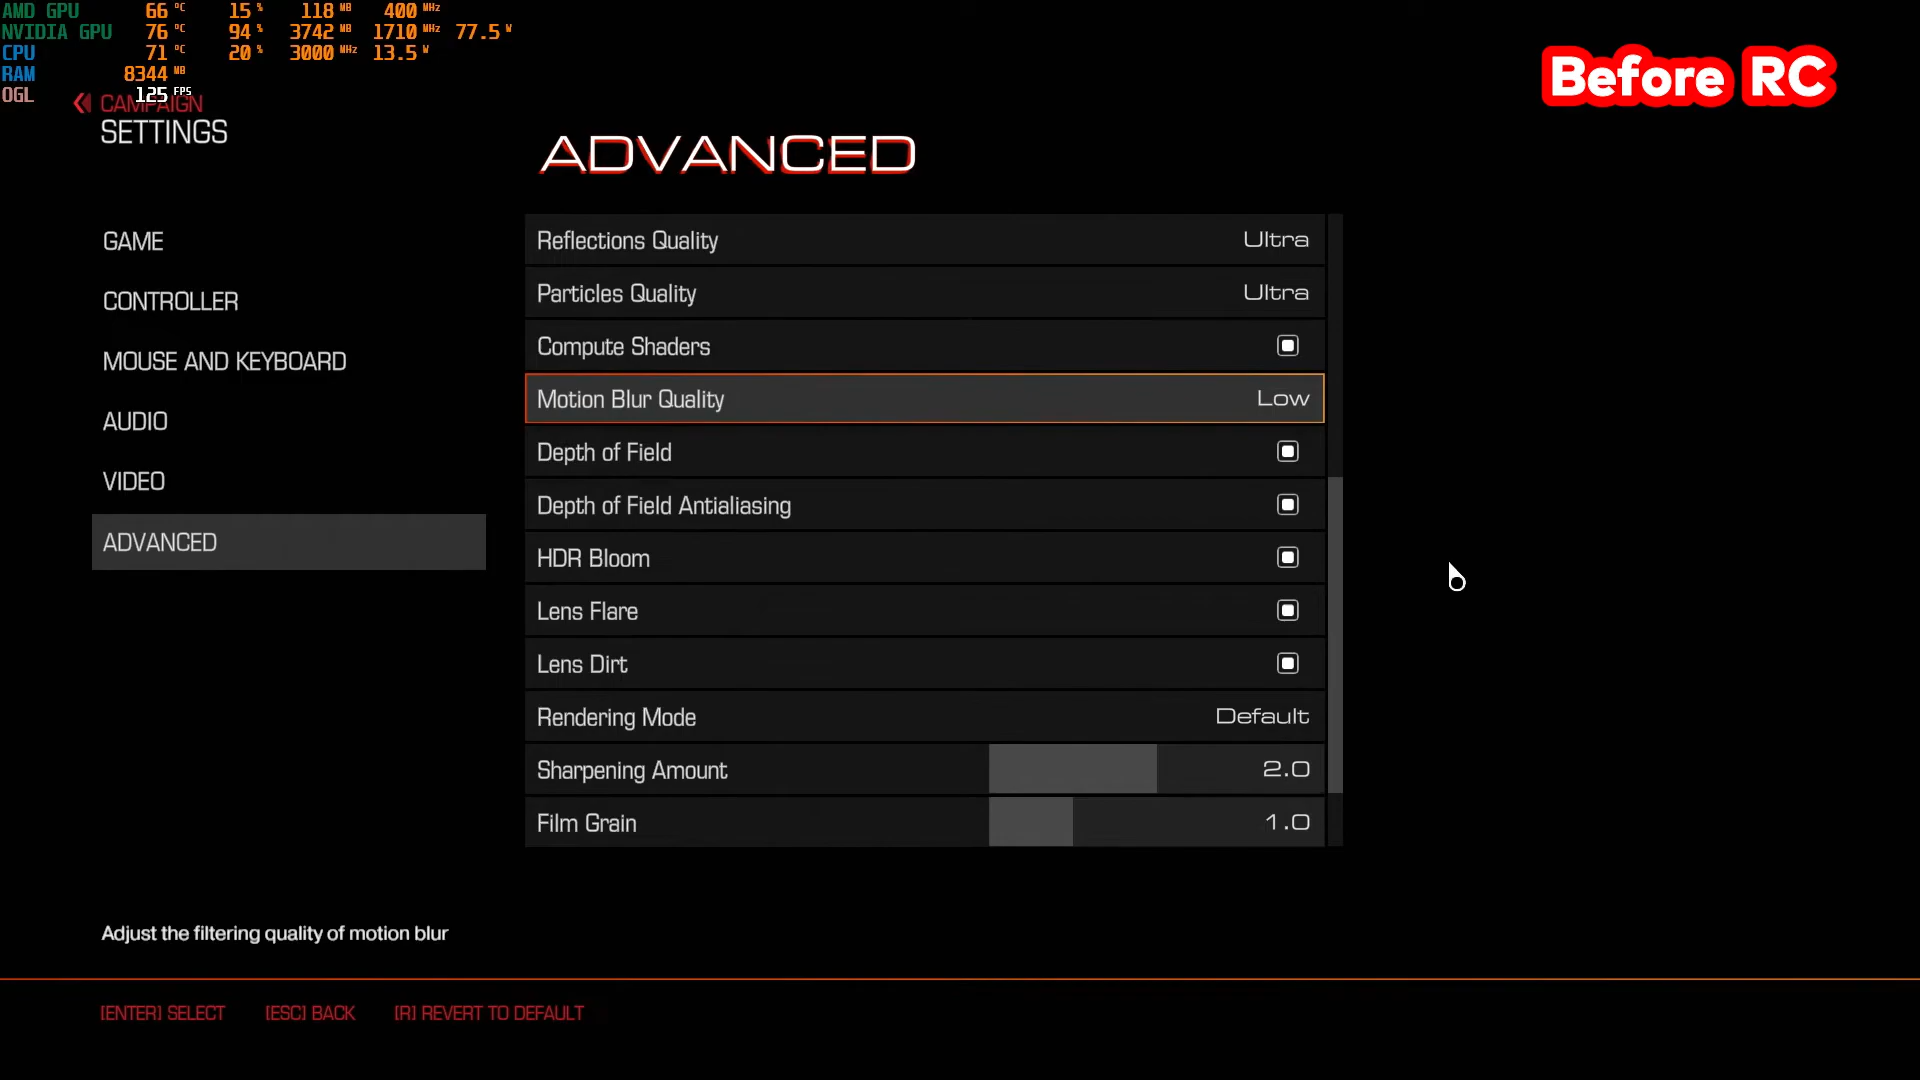 AMD GPU 66 °C 15 % 118 MB 400 MHz
NVIDIA GPU 76 °C 94 % 3742 MB 1710 MHz 77.5 W
CPU 71 °C 20 % 3000 MHz 13.5 W
RAM 8344 MB
OGL 125 FPS
Before RC
CAMPAIGN
SETTINGS
ADVANCED
GAME
CONTROLLER
MOUSE AND KEYBOARD
AUDIO
VIDEO
ADVANCED
Reflections Quality Ultra
Particles Quality Ultra
Compute Shaders
Motion Blur Quality Low
Depth of Field
Depth of Field Antialiasing
HDR Bloom
Lens Flare
Lens Dirt
Rendering Mode Default
Sharpening Amount 2.0
Film Grain 1.0
Adjust the filtering quality of motion blur
[ENTER] SELECT [ESC] BACK [R] REVERT TO DEFAULT